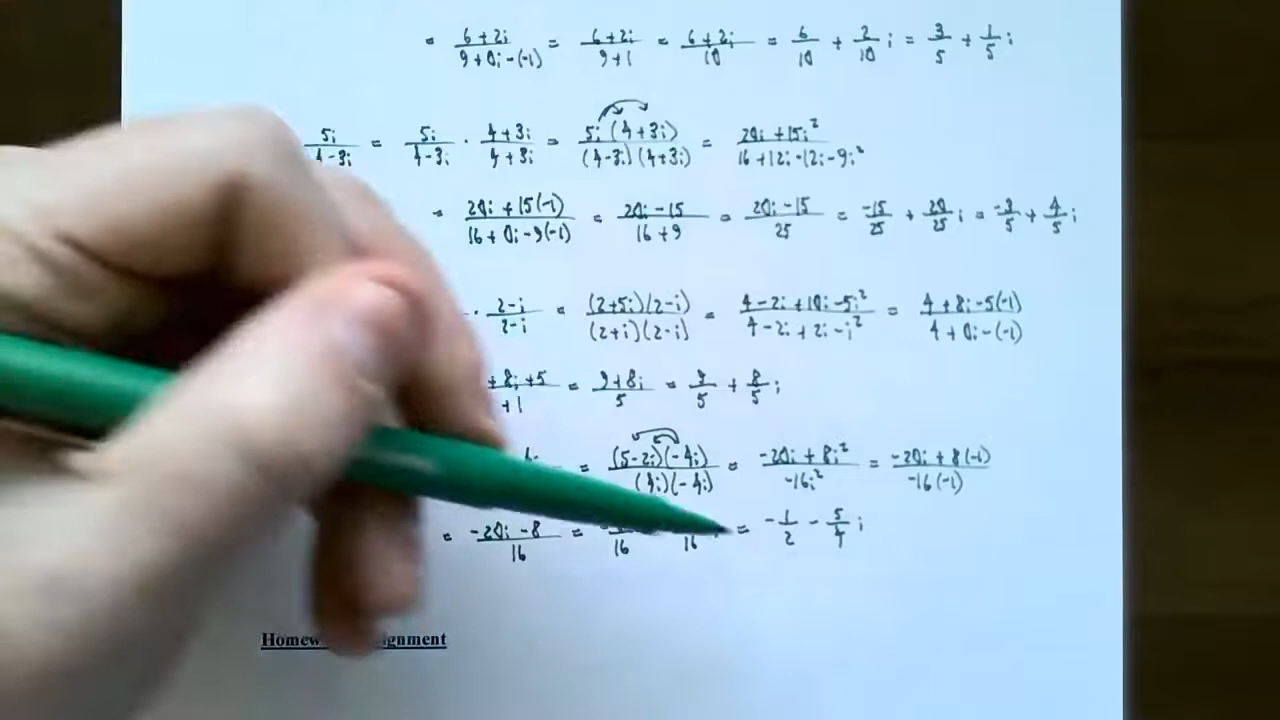 = (6+2i)/(9+0i-(-1)) = (6+2i)/(9+1) = (6+2i)/10 = 6/10 + 2/10 i = 3/5 + 1/5 i
5i/(4-3i) = 5i/(4-3i) · (4+3i)/(4+3i) = 5i(4+3i)/((4-3i)(4+3i)) = (20i+15i²)/(16+12i-12i-9i²)
= (20i+15(-1))/(16+0i-9(-1)) = (20i-15)/(16+9) = (20i-15)/25 = -15/25 + 20/25 i = -3/5 + 4/5 i
· (2-i)/(2-i) = (2+5i)(2-i)/((2+i)(2-i)) = (4-2i+10i-5i²)/(4-2i+2i-i²) = (4+8i-5(-1))/(4+0i-(-1))
+8i+5 / +1 = (9+8i)/5 = 9/5 + 8/5 i
= (5-2i)(-4i)/((4i)(-4i)) = (-20i+8i²)/(-16i²) = (-20i+8(-1))/(-16(-1))
= (-20i-8)/16 = /16 /16 = -1/2 - 5/4 i